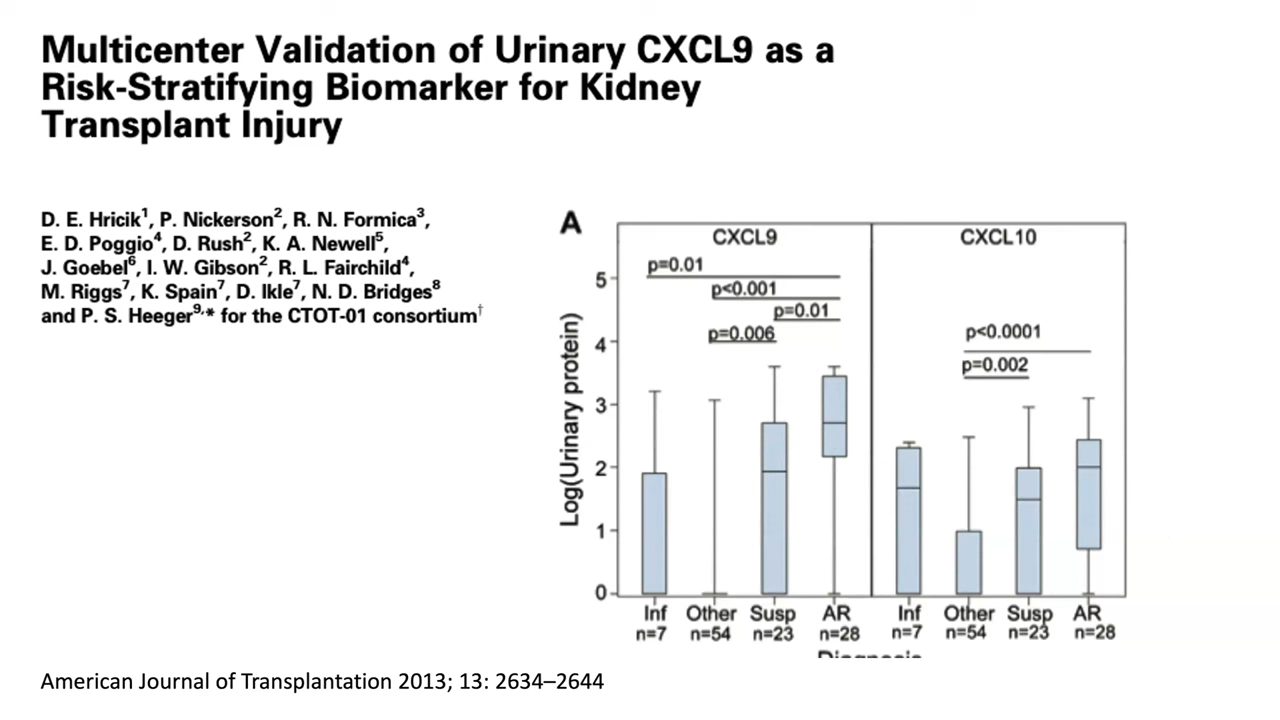 Multicenter Validation of Urinary CXCL9 as a
Risk-Stratifying Biomarker for Kidney
Transplant Injury
D. E. Hricik1, P. Nickerson2, R. N. Formica3,
E. D. Poggio4, D. Rush2, K. A. Newell5,
J. Goebel6, I. W. Gibson2, R. L. Fairchild4,
M. Riggs7, K. Spain7, D. Ikle7, N. D. Bridges8
and P. S. Heeger9,* for the CTOT-01 consortium†
A
CXCL9
CXCL10
p=0.01
p<0.001
p=0.01
p=0.006
p<0.0001
p=0.002
Log(Urinary protein)
5
4
3
2
1
0
Inf Other Susp AR Inf Other Susp AR
n=7 n=54 n=23 n=28 n=7 n=54 n=23 n=28
American Journal of Transplantation 2013; 13: 2634–2644